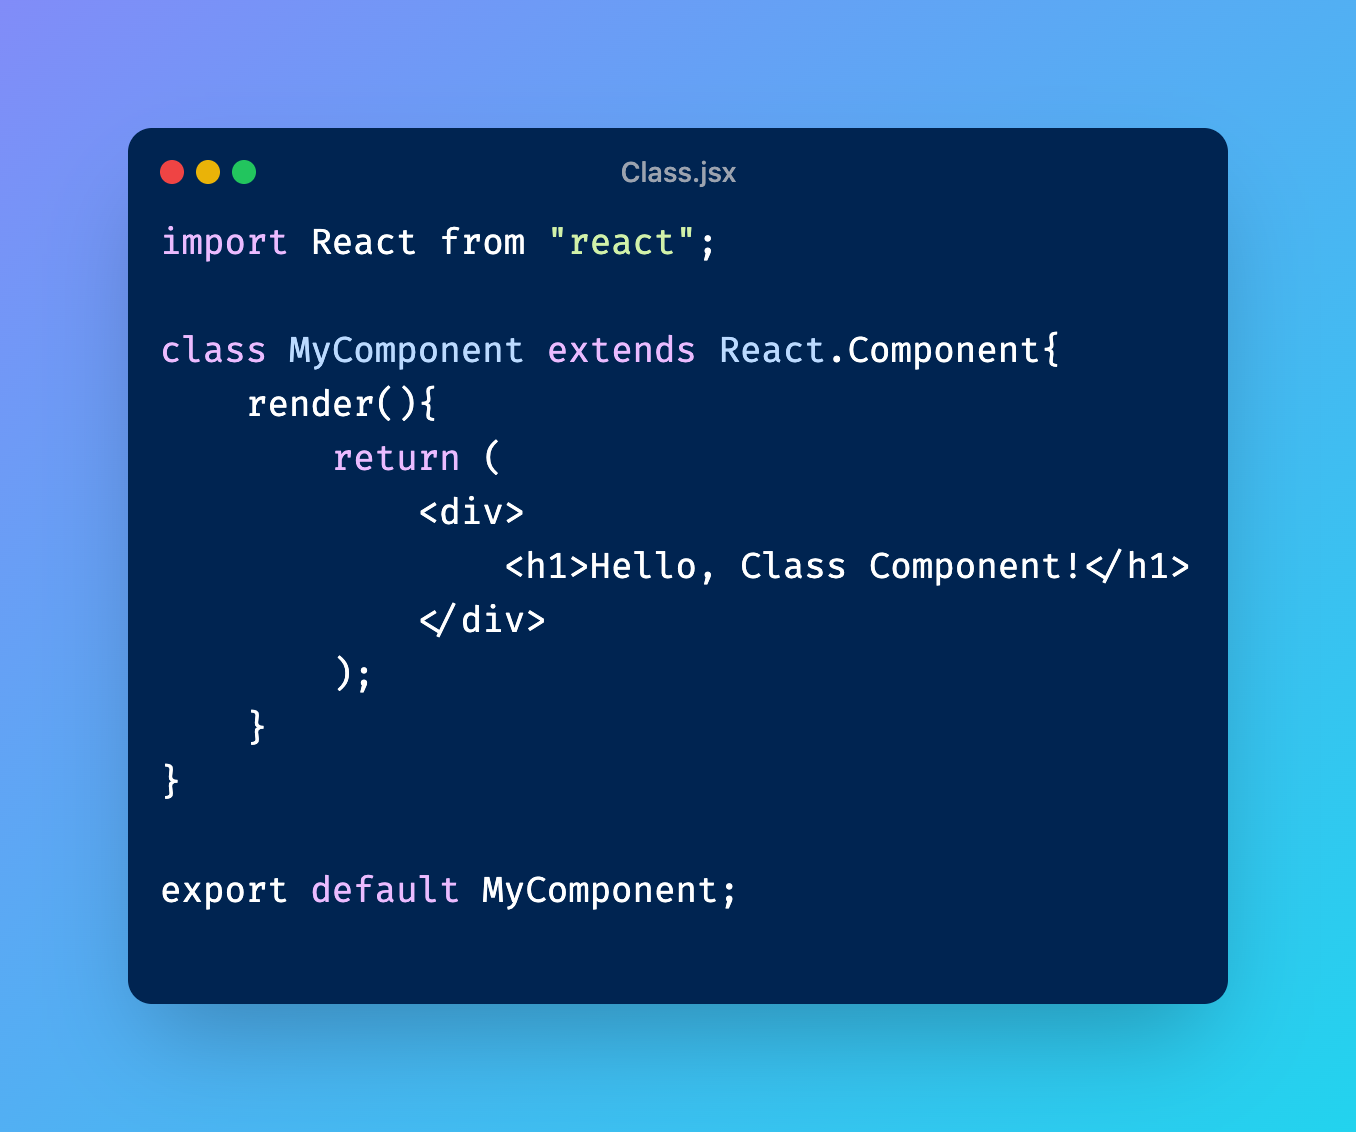 Class.jsx
import React from "react";
class MyComponent extends React.Component{
    render(){
        return (
            <div>
                <h1>Hello, Class Component!</h1>
            </div>
        );
    }
}
export default MyComponent;